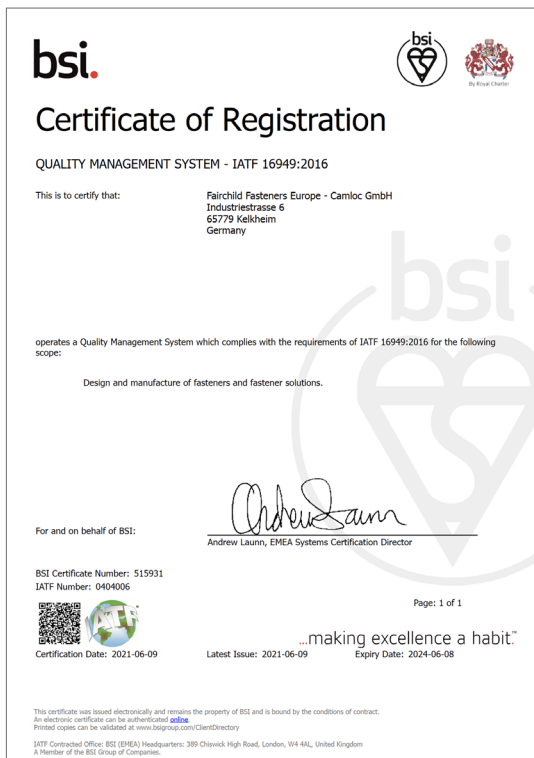 bsi.
bsi
By Royal Charter
Certificate of Registration
QUALITY MANAGEMENT SYSTEM - IATF 16949:2016
This is to certify that:
Fairchild Fasteners Europe - Camloc GmbH
Industriestrasse 6
65779 Kelkheim
Germany
bsi
operates a Quality Management System which complies with the requirements of IATF 16949:2016 for the following
scope:
Design and manufacture of fasteners and fastener solutions.
Andrew Launn
For and on behalf of BSI:
Andrew Launn, EMEA Systems Certification Director
BSI Certificate Number: 515931
IATF Number: 0404006
IATF
Page: 1 of 1
...making excellence a habit.™
Certification Date: 2021-06-09 Latest Issue: 2021-06-09 Expiry Date: 2024-06-08
This certificate was issued electronically and remains the property of BSI and is bound by the conditions of contract.
An electronic certificate can be authenticated online.
Printed copies can be validated at www.bsigroup.com/ClientDirectory
IATF Contracted Office: BSI (EMEA) Headquarters: 389 Chiswick High Road, London, W4 4AL, United Kingdom
A Member of the BSI Group of Companies.